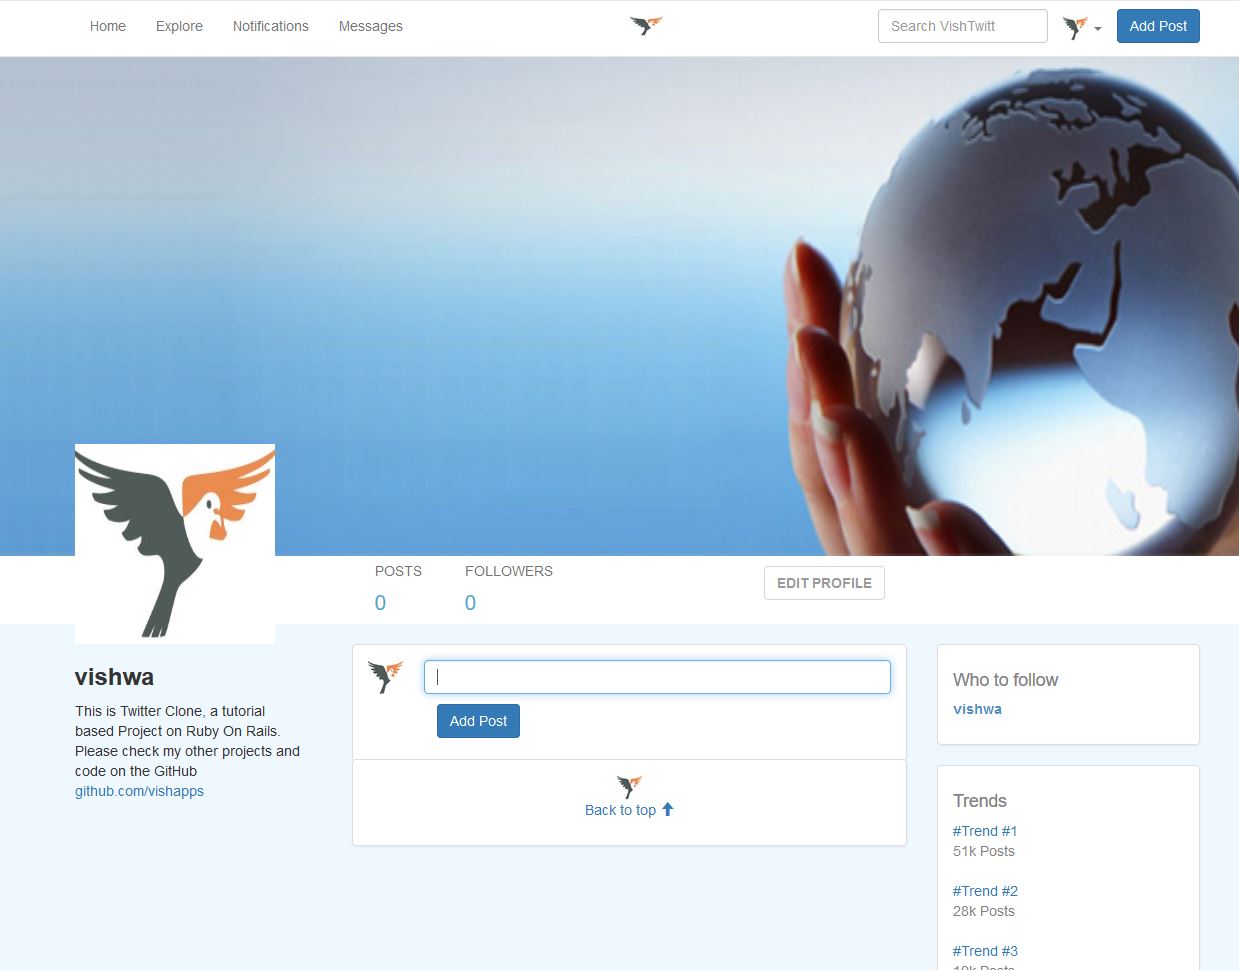 Home Explore Notifications Messages Search VishTwitt Add Post
POSTS FOLLOWERS EDIT PROFILE
0 0
vishwa
This is Twitter Clone, a tutorial
based Project on Ruby On Rails.
Please check my other projects and
code on the GitHub
github.com/vishapps
Add Post
Back to top
Who to follow
vishwa
Trends
#Trend #1
51k Posts
#Trend #2
28k Posts
#Trend #3